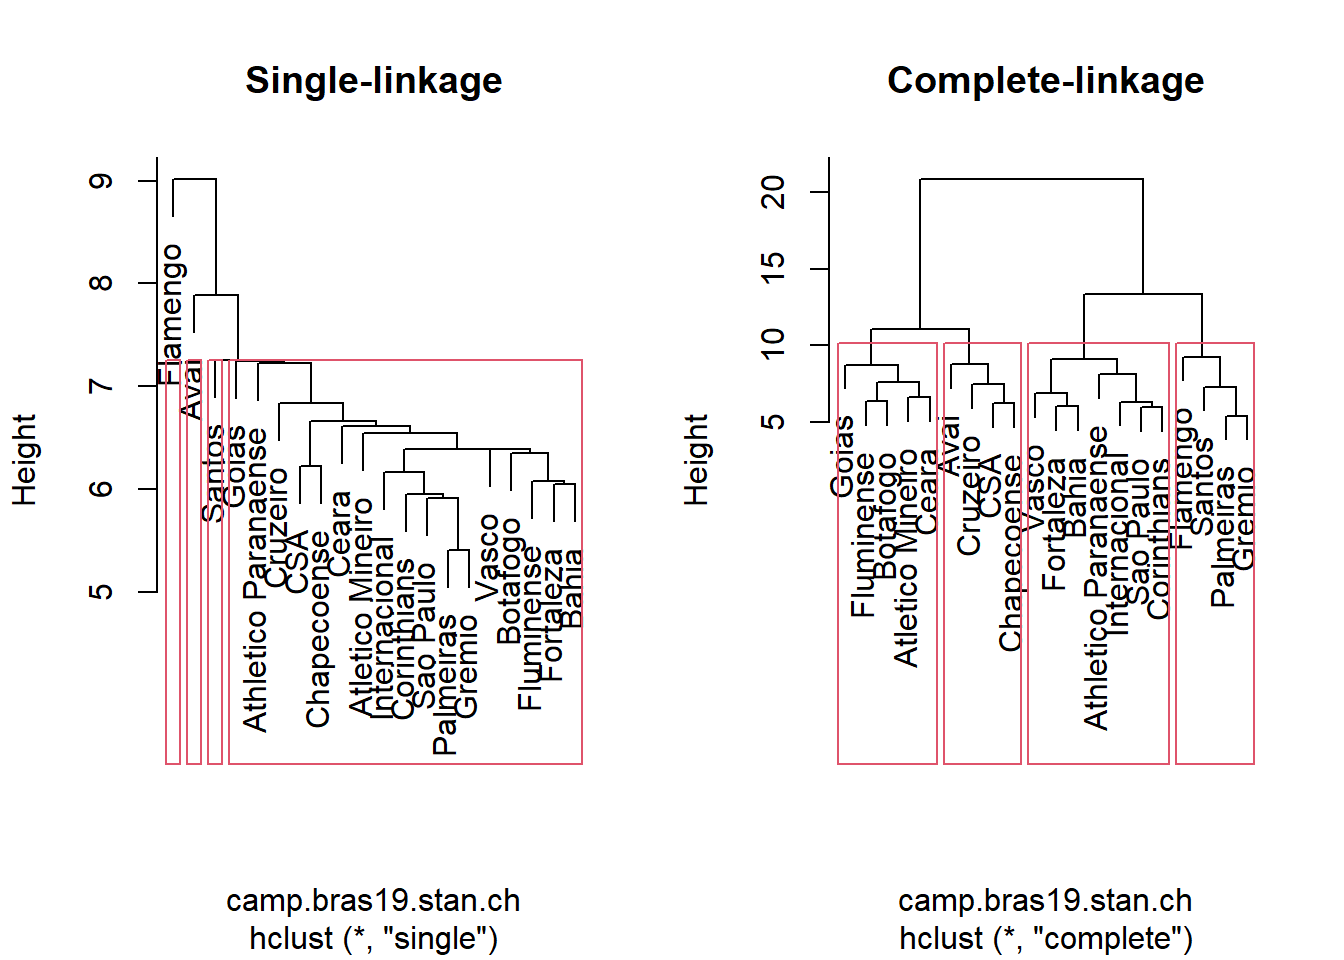 Single-linkage
Height
9
8
7
6
5
Flamengo
Avai
Santos
Goias
Athletico Paranaense
Cruzeiro
CSA
Chapecoense
Ceara
Atletico Mineiro
Internacional
Corinthians
Sao Paulo
Palmeiras
Gremio
Vasco
Botafogo
Fluminense
Fortaleza
Bahia
camp.bras19.stan.ch
hclust (*, "single")
Complete-linkage
Height
20
15
10
5
Goias
Fluminense
Botafogo
Atletico Mineiro
Ceara
Avai
Cruzeiro
CSA
Chapecoense
Vasco
Fortaleza
Bahia
Athletico Paranaense
Internacional
Sao Paulo
Corinthians
Flamengo
Santos
Palmeiras
Gremio
camp.bras19.stan.ch
hclust (*, "complete")